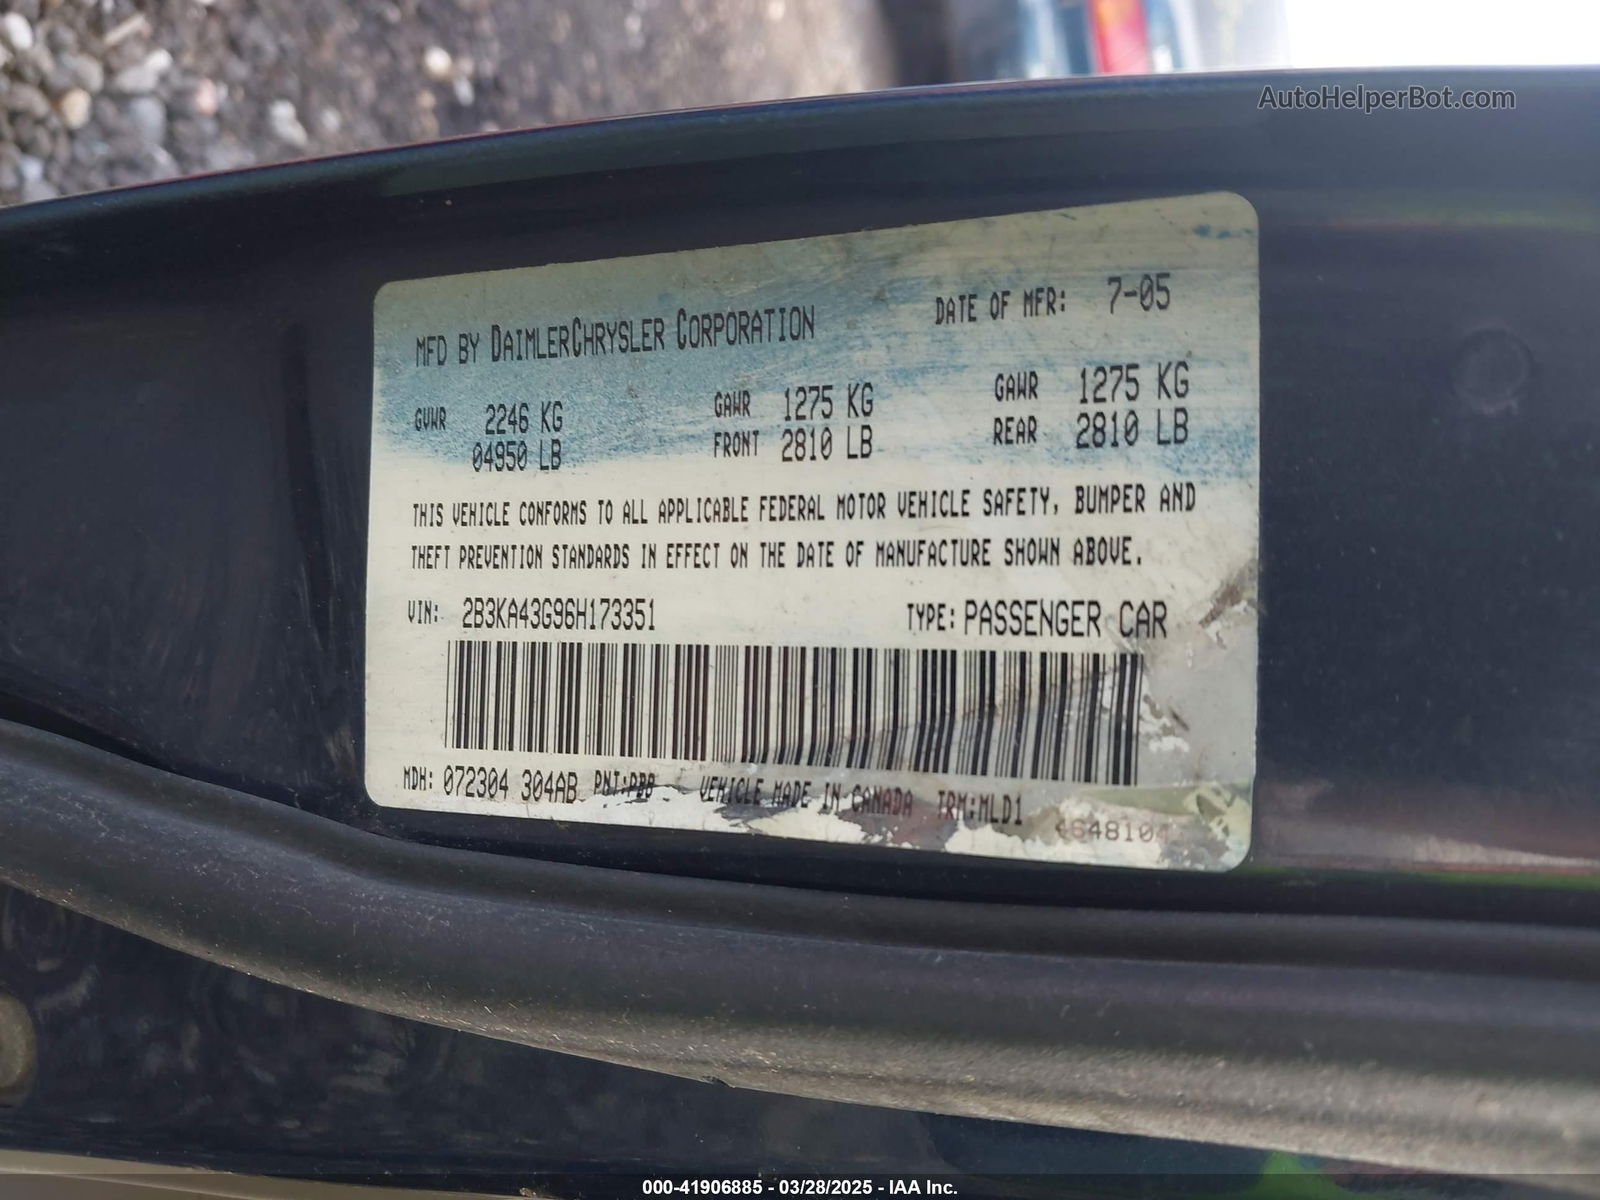 AutoHelperBot.com
MFD BY DAIMLERCHRYSLER CORPORATION DATE OF MFR: 7-05
GVWR 2246 KG GAWR 1275 KG GAWR 1275 KG
04950 LB FRONT 2810 LB REAR 2810 LB
THIS VEHICLE CONFORMS TO ALL APPLICABLE FEDERAL MOTOR VEHICLE SAFETY, BUMPER AND
THEFT PREVENTION STANDARDS IN EFFECT ON THE DATE OF MANUFACTURE SHOWN ABOVE.
VIN: 2B3KA43G96H173351 TYPE: PASSENGER CAR
MDH: 072304 304AB PNT:PB8 VEHICLE MADE IN CANADA TRM:MLD1
000-41906885 - 03/28/2025 - IAA Inc.